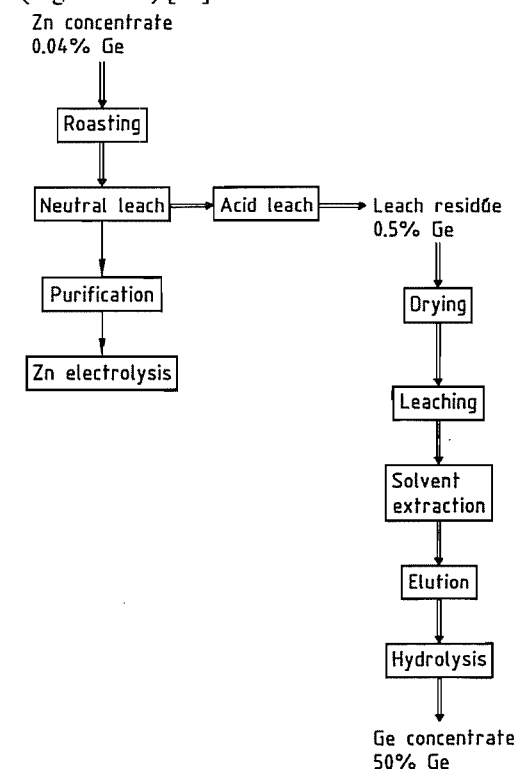 Zn concentrate
0.04% Ge
Roasting
Neutral leach
Acid leach
Leach residue
0.5% Ge
Purification
Drying
Zn electrolysis
Leaching
Solvent
extraction
Elution
Hydrolysis
Ge concentrate
50% Ge